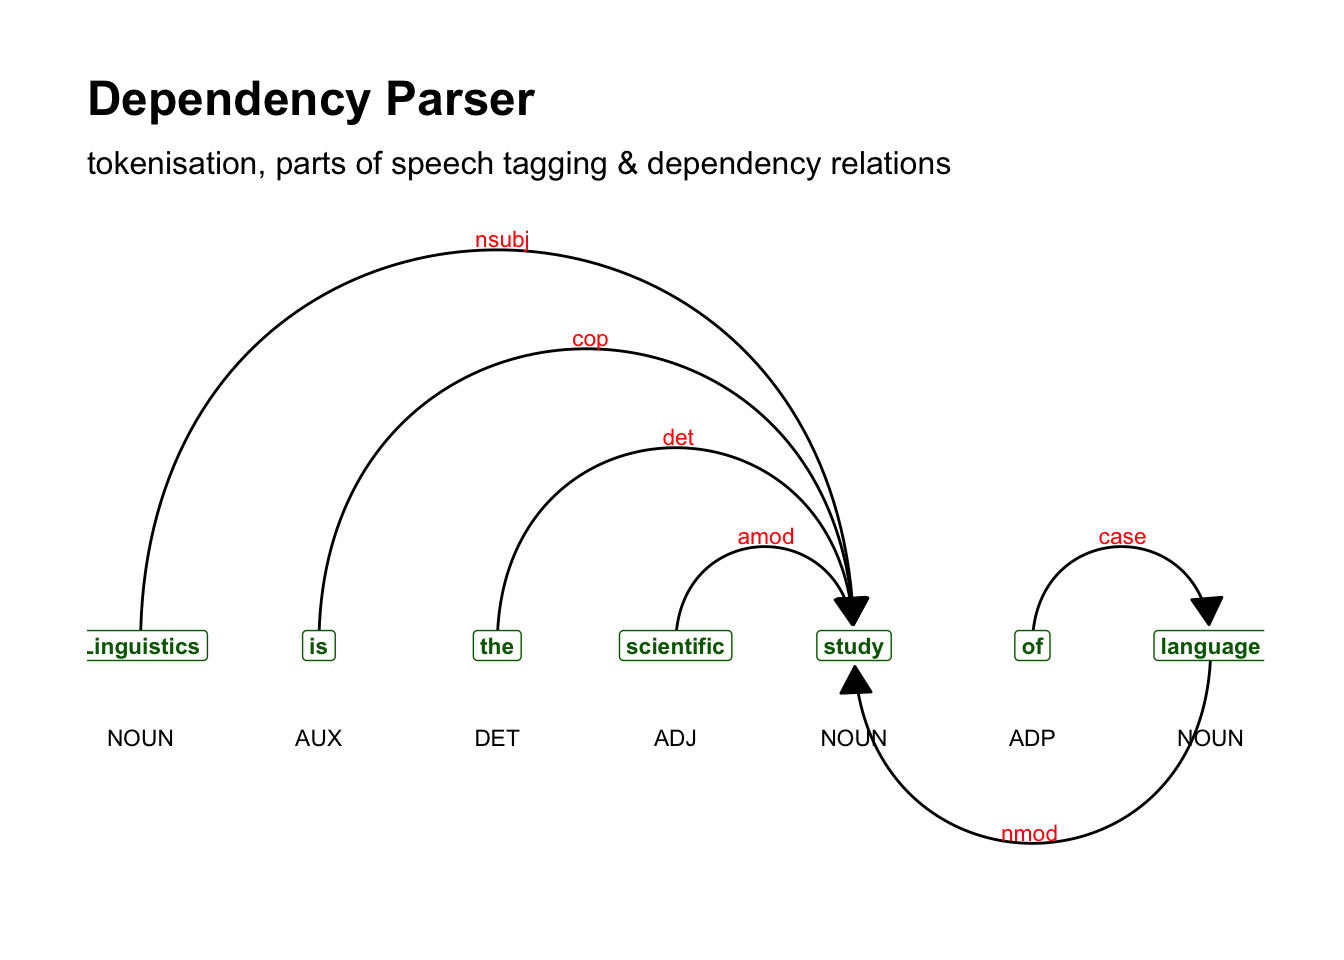 Dependency Parser
tokenisation, parts of speech tagging & dependency relations
nsubj
cop
det
amod case
Linguistics is the scientific study of language
NOUN AUX DET ADJ NOUN ADP NOUN
nmod